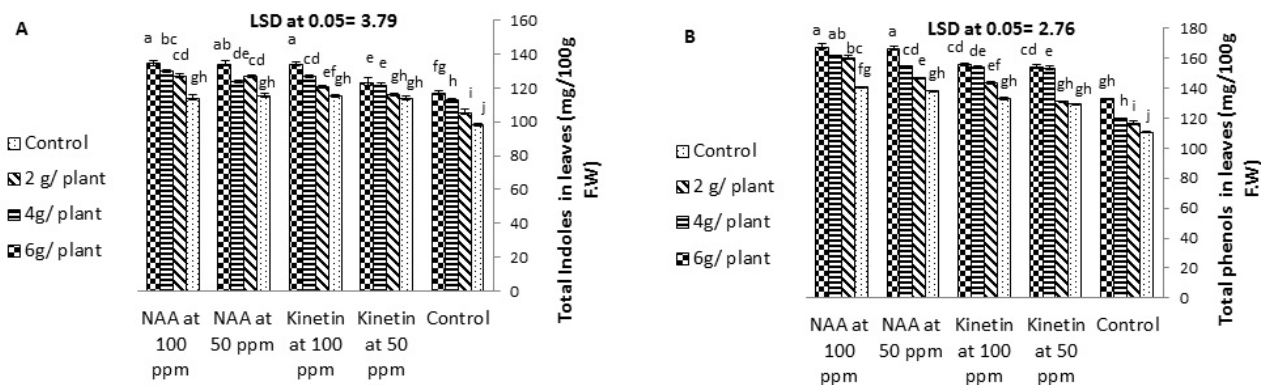 A
LSD at 0.05= 3.79
a bc cd gh ab de cd gh a cd ef gh e e gh gh fg h i j
Control
2 g/ plant
4g/ plant
6g/ plant
160
140
120
100
80
60
40
20
0
Total Indoles in leaves (mg/100g
F.W)
NAA at
100
ppm
NAA at
50 ppm
Kinetin
at 100
ppm
Kinetin
at 50
ppm
Control
B
LSD at 0.05= 2.76
a ab bc fg a cd e gh cd de ef gh cd e gh gh gh h i j
Control
2 g/ plant
4g/ plant
6g/ plant
180
160
140
120
100
80
60
40
20
0
Total phenols in leaves (mg/100g
F.W)
NAA at
100
ppm
NAA at
50 ppm
Kinetin
at 100
ppm
Kinetin
at 50
ppm
Control